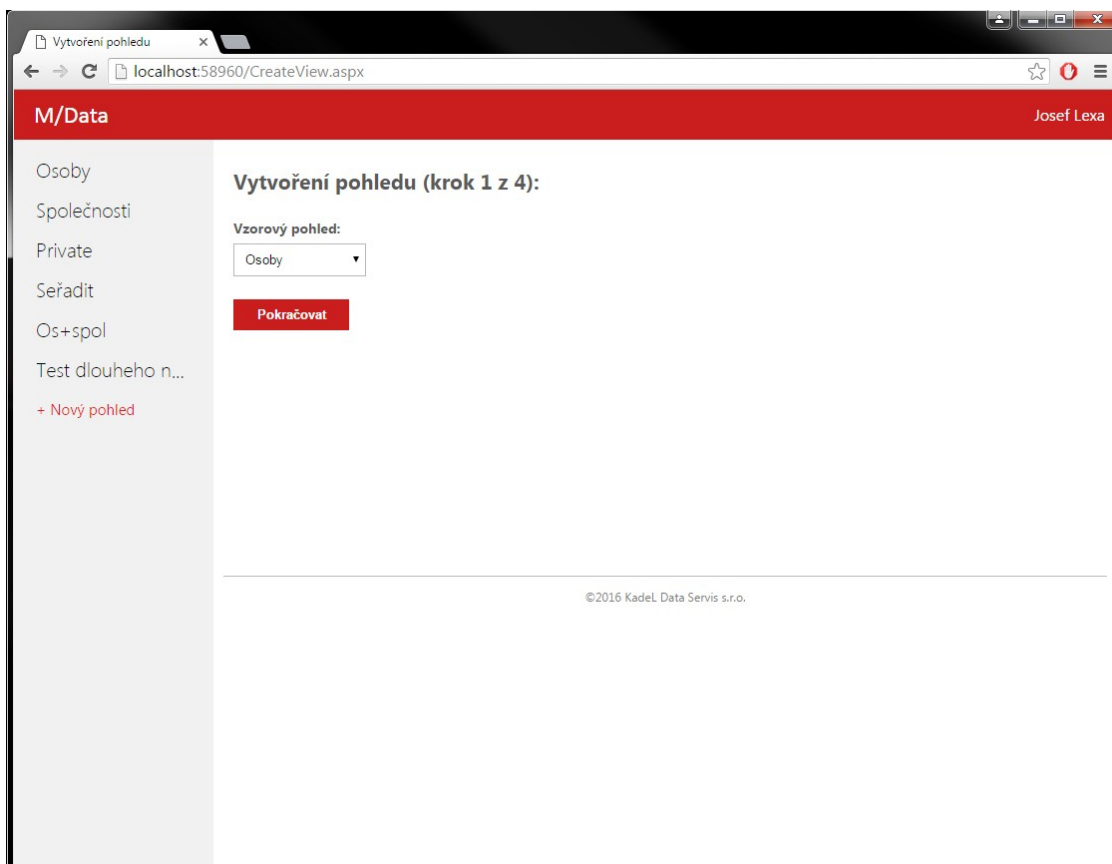 Vytvoření pohledu
localhost:58960/CreateView.aspx
M/Data
Josef Lexa
Osoby
Společnosti
Private
Seřadit
Os+spol
Test dlouheho n...
+ Nový pohled
Vytvoření pohledu (krok 1 z 4):
Vzorový pohled:
Osoby
Pokračovat
©2016 KadeL Data Servis s.r.o.